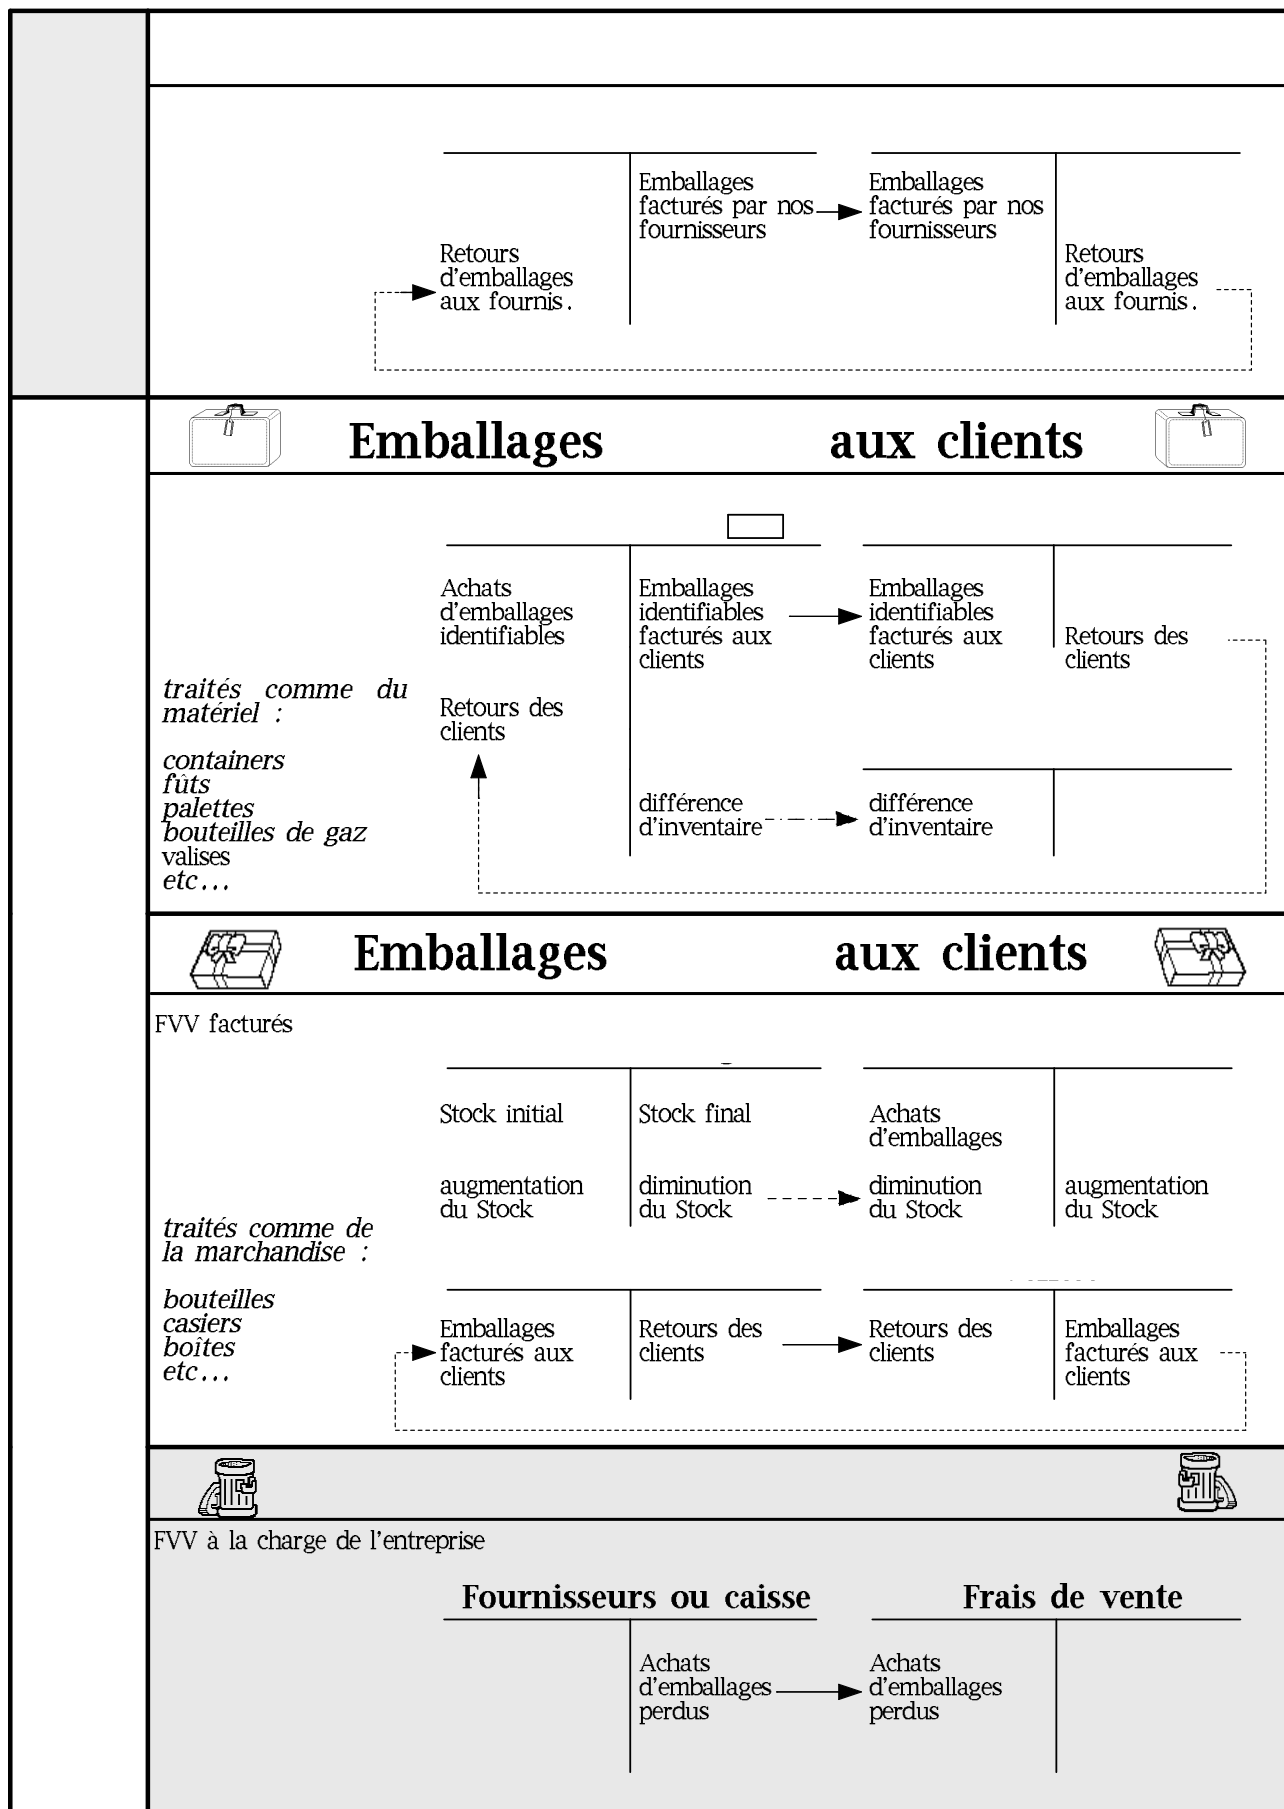 Emballages
facturés par nos
fournisseurs
Emballages
facturés par nos
fournisseurs
Retours
d'emballages
aux fournis.
Retours
d'emballages
aux fournis.
Emballages aux clients
Achats
d'emballages
identifiables
Emballages
identifiables
facturés aux
clients
Emballages
identifiables
facturés aux
clients
Retours des
clients
traités comme du
matériel :
containers
fûts
palettes
bouteilles de gaz
valises
etc...
Retours des
clients
différence
d'inventaire
différence
d'inventaire
Emballages aux clients
FVV facturés
Stock initial
Stock final
Achats
d'emballages
augmentation
du Stock
diminution
du Stock
diminution
du Stock
augmentation
du Stock
traités comme de
la marchandise :
bouteilles
casiers
boîtes
etc...
Emballages
facturés aux
clients
Retours des
clients
Retours des
clients
Emballages
facturés aux
clients
FVV à la charge de l'entreprise
Fournisseurs ou caisse
Frais de vente
Achats
d'emballages
perdus
Achats
d'emballages
perdus